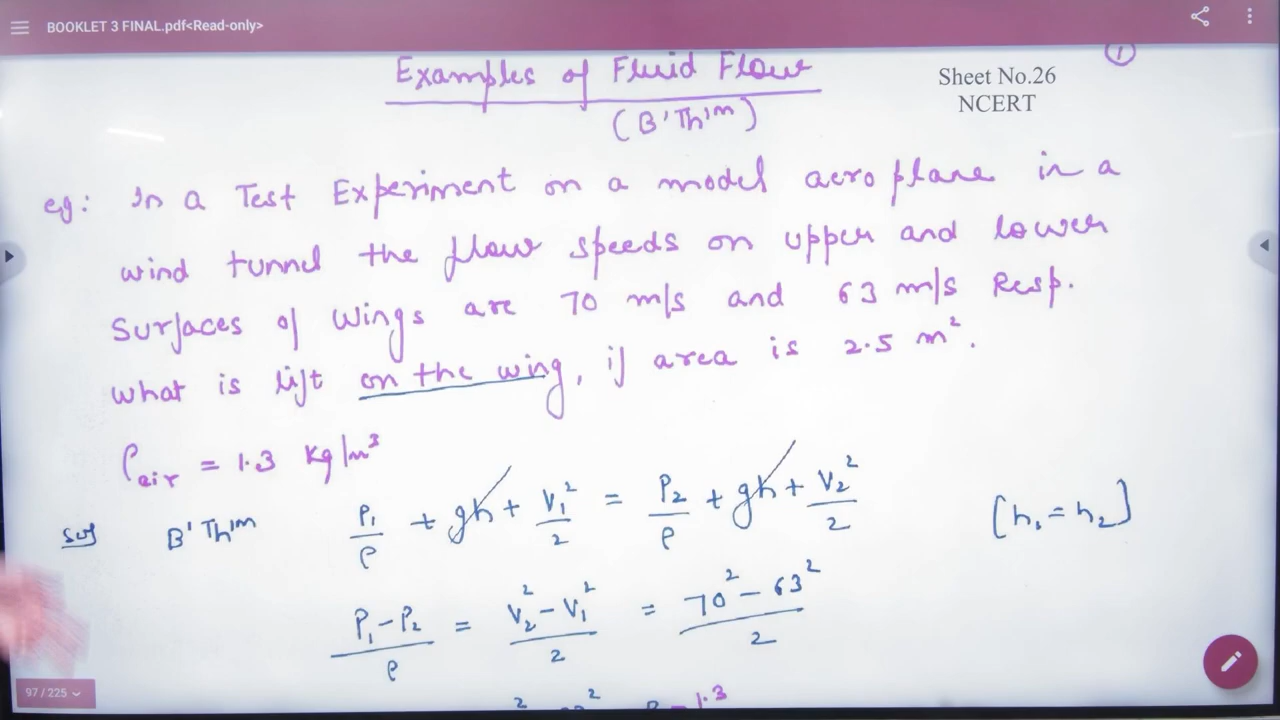 BOOKLET 3 FINAL.pdf<Read-only>
Examples of Fluid Flow
(B'Th'm)
Sheet No.26
NCERT
1
eg: In a Test Experiment on a model aeroplane in a
wind tunnel the flow speeds on upper and lower
Surfaces of Wings are 70 m/s and 63 m/s Resp.
What is lift on the wing, if area is 2.5 m².
ρair = 1.3 kg/m³
Sol B'Th'm P₁/ρ + gh + V₁²/2 = P₂/ρ + gh + V₂²/2 [h₁ = h₂]
P₁-P₂/ρ = V₂² - V₁²/2 = 70² - 63²/2
97 / 225